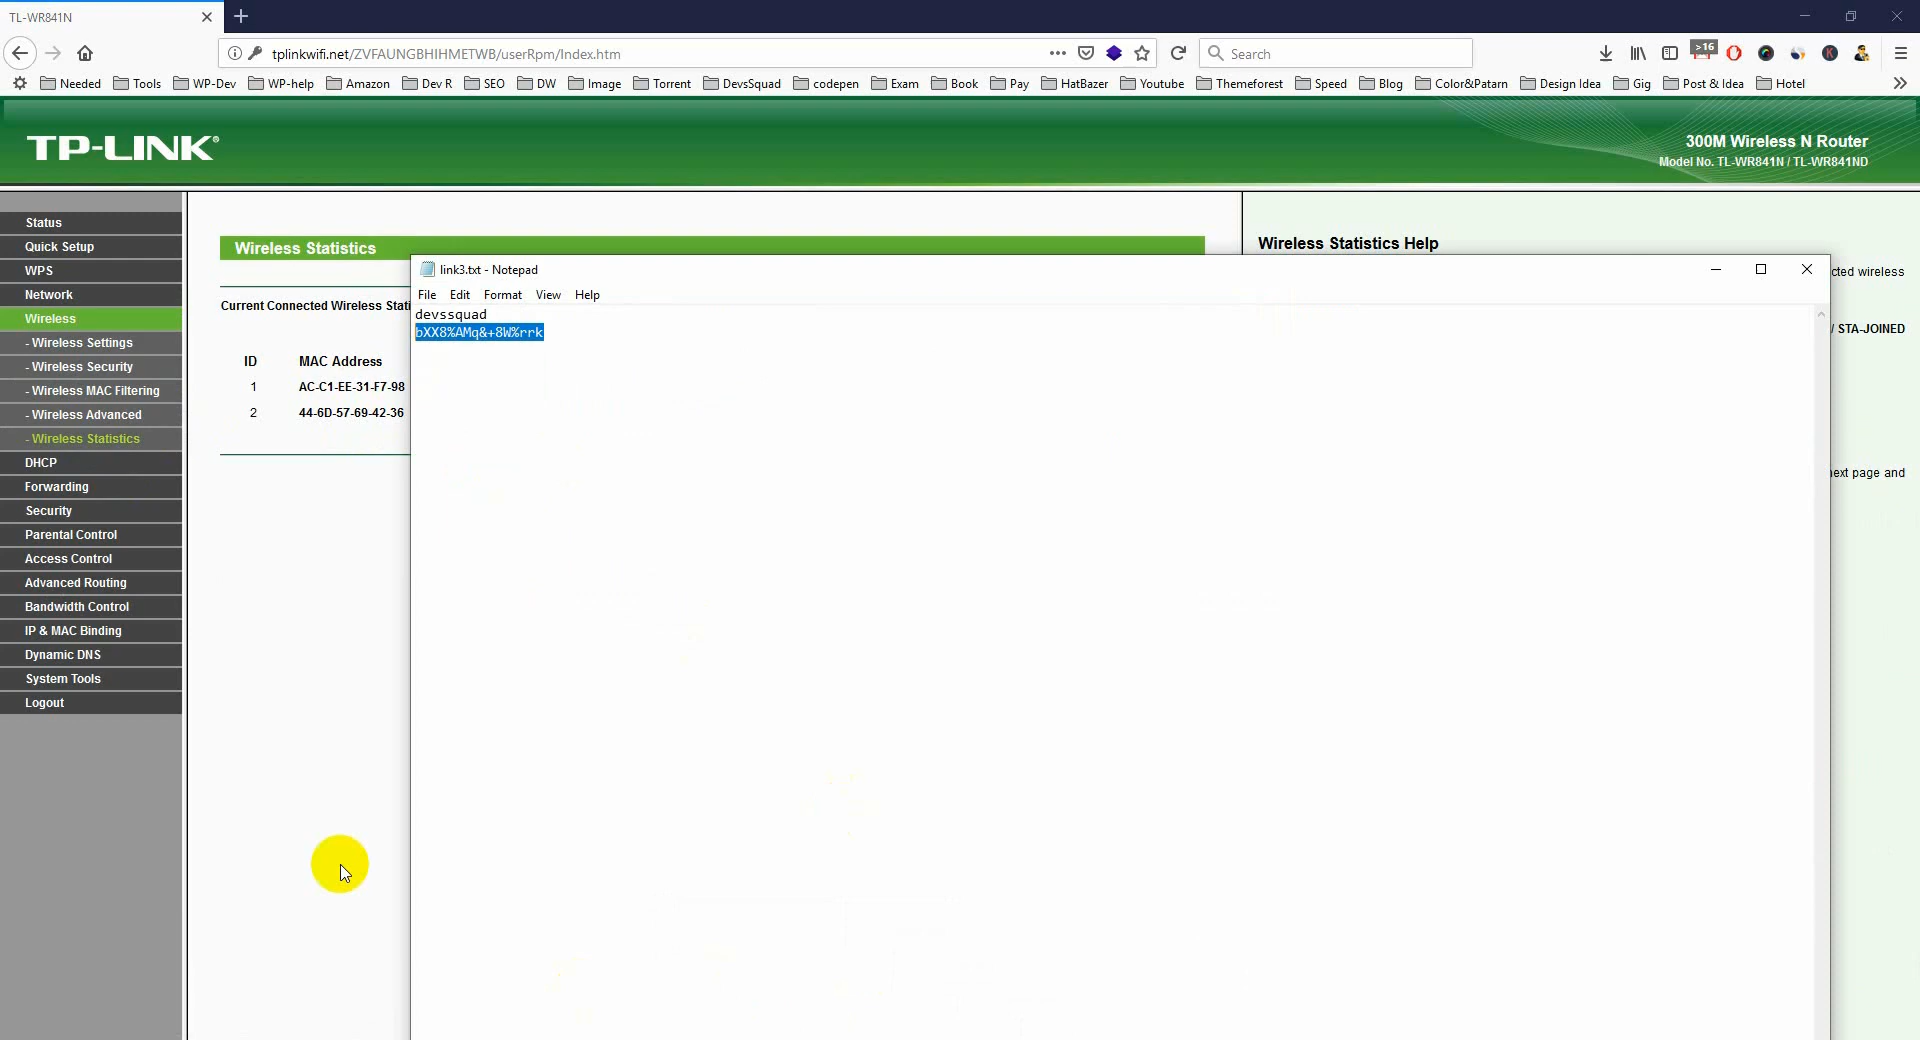 TL-WR841N
tplinkwifi.net/ZVFAUNGBHIHMETWB/userRpm/Index.htm
Search
>16
Needed Tools WP-Dev WP-help Amazon Dev R SEO DW Image Torrent DevsSquad codepen Exam Book Pay HatBazer Youtube Themeforest Speed Blog Color&Patarn Design Idea Gig Post & Idea Hotel
TP-LINK®
300M Wireless N Router
Model No. TL-WR841N / TL-WR841ND
Status
Quick Setup
WPS
Network
Wireless
- Wireless Settings
- Wireless Security
- Wireless MAC Filtering
- Wireless Advanced
- Wireless Statistics
DHCP
Forwarding
Security
Parental Control
Access Control
Advanced Routing
Bandwidth Control
IP & MAC Binding
Dynamic DNS
System Tools
Logout
Wireless Statistics
Current Connected Wireless Stati
ID MAC Address
1 AC-C1-EE-31-F7-98
2 44-6D-57-69-42-36
link3.txt - Notepad
File Edit Format View Help
devssquad
bXX8%AMq&+8W%rrk
Wireless Statistics Help
cted wireless
/ STA-JOINED
next page and